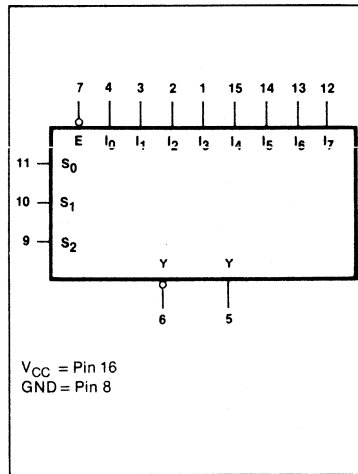 7 4 3 2 1 15 14 13 12
E I0 I1 I2 I3 I4 I5 I6 I7
11 S0
10 S1
9 S2
Y Y
6 5
VCC = Pin 16
GND = Pin 8